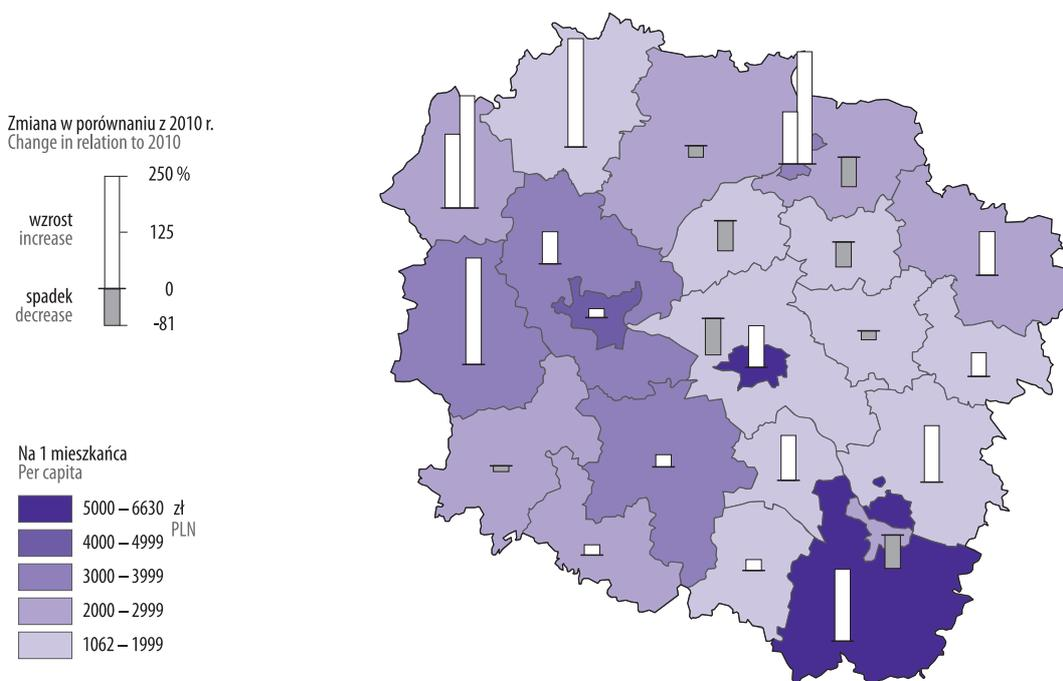 Zmiana w porównaniu z 2010 r.
Change in relation to 2010
250 %
wzrost
increase
125
0
spadek
decrease
-81
Na 1 mieszkańca
Per capita
5000 – 6630 zł
PLN
4000 – 4999
3000 – 3999
2000 – 2999
1062 – 1999